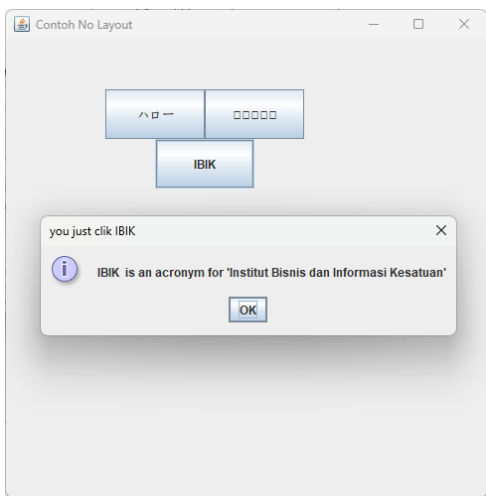 Contoh No Layout
ハロー
IBIK
you just clik IBIK
IBIK is an acronym for 'Institut Bisnis dan Informasi Kesatuan'
OK